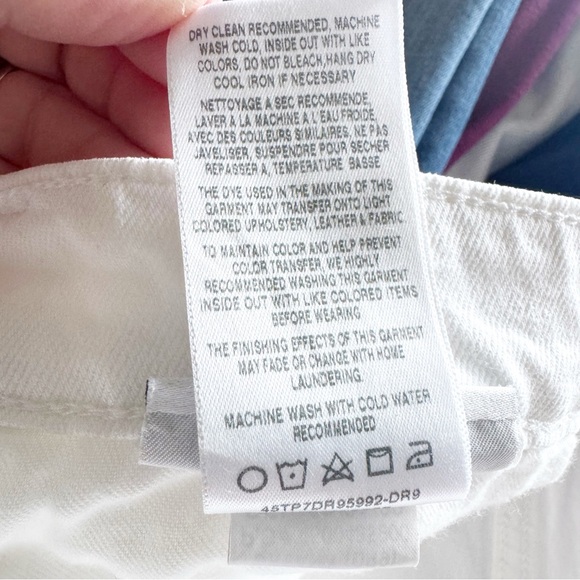 DRY CLEAN RECOMMENDED, MACHINE
WASH COLD, INSIDE OUT WITH LIKE
COLORS, DO NOT BLEACH,HANG DRY
COOL IRON IF NECESSARY
NETTOYAGE A SEC RECOMMENDE,
LAVER A LA MACHINE A L'EAU FROIDE,
AVEC DES COULEURS SIMILAIRES, NE PAS
JAVELISER, SUSPENDRE POUR SECHER
REPASSER A, TEMPERATURE BASSE
THE DYE USED IN THE MAKING OF THIS
GARMENT MAY TRANSFER ONTO LIGHT
COLORED UPHOLSTERY, LEATHER & FABRIC
TO MAINTAIN COLOR AND HELP PREVENT
COLOR TRANSFER, WE HIGHLY
RECOMMENDED WASHING THIS GARMENT
INSIDE OUT WITH LIKE COLORED ITEMS
BEFORE WEARING
THE FINISHING EFFECTS OF THIS GARMENT
MAY FADE OR CHANGE WITH HOME
LAUNDERING.
MACHINE WASH WITH COLD WATER
RECOMMENDED
45TP7DR95992-DR9